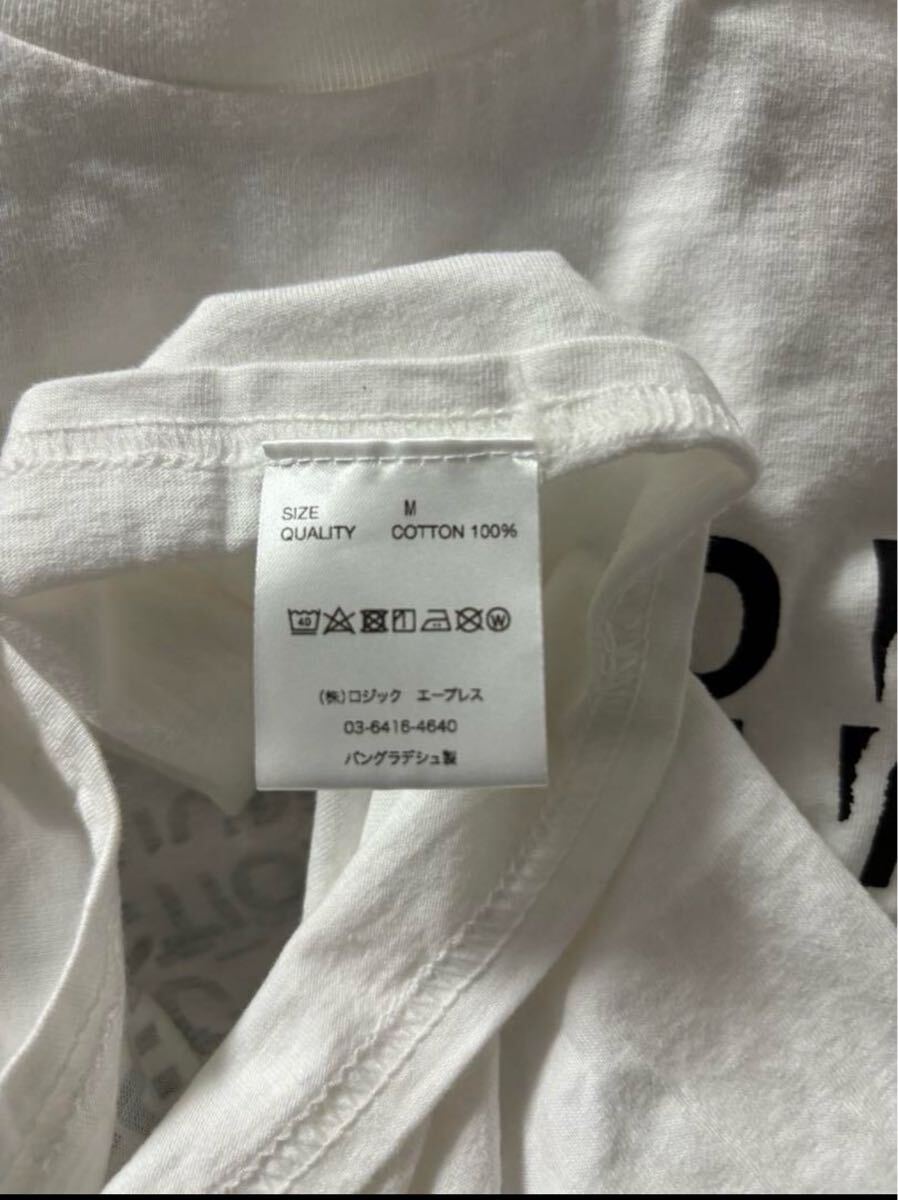 SIZE M
QUALITY COTTON 100%
40
W
(株)ロジック エープレス
03-6416-4640
バングラデシュ製